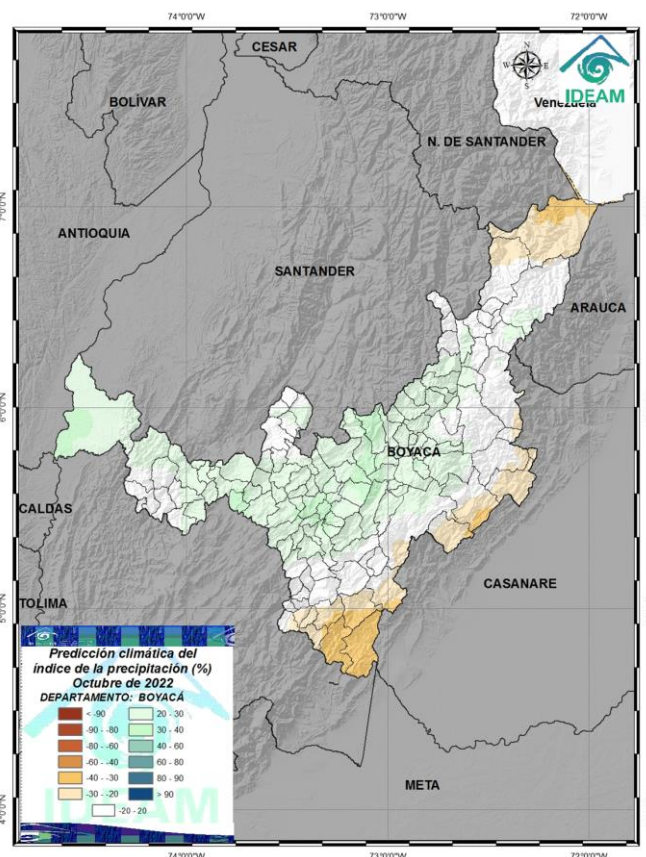 74°0'0"W
73°0'0"W
72°0'0"W
CESAR
N
W
E
S
IDEAM
BOLÍVAR
Venezuela
N. DE SANTANDER
7°0'0"N
ANTIOQUIA
SANTANDER
ARAUCA
6°0'0"N
BOYACÁ
CALDAS
CASANARE
TOLIMA
5°0'0"N
Predicción climática del
índice de la precipitación (%)
Octubre de 2022
DEPARTAMENTO: BOYACÁ
< -90
20 - 30
-90 - -80
30 - 40
-80 - -60
40 - 60
-60 - -40
60 - 80
-40 - -30
80 - 90
-30 - -20
> 90
-20 - 20
IDEAM
META
4°0'0"N
74°0'0"W
73°0'0"W
72°0'0"W